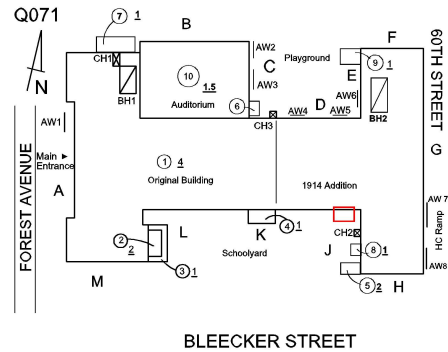 Q071
7 1
B
F
CH1
AW2
Playground
C
9 1
N
10
1.5
AW3
E
BH1
Auditorium
6
D
AW6
AW4
AW5
BH2
AW1
CH3
60TH STREET
G
Main
Entrance
1 4
A
Original Building
1914 Addition
FOREST AVENUE
AW 7
HC Ramp
K
4 1
CH2
L
2
2
J
8 1
Schoolyard
3 1
AW8
M
5 2
H
BLEECKER STREET